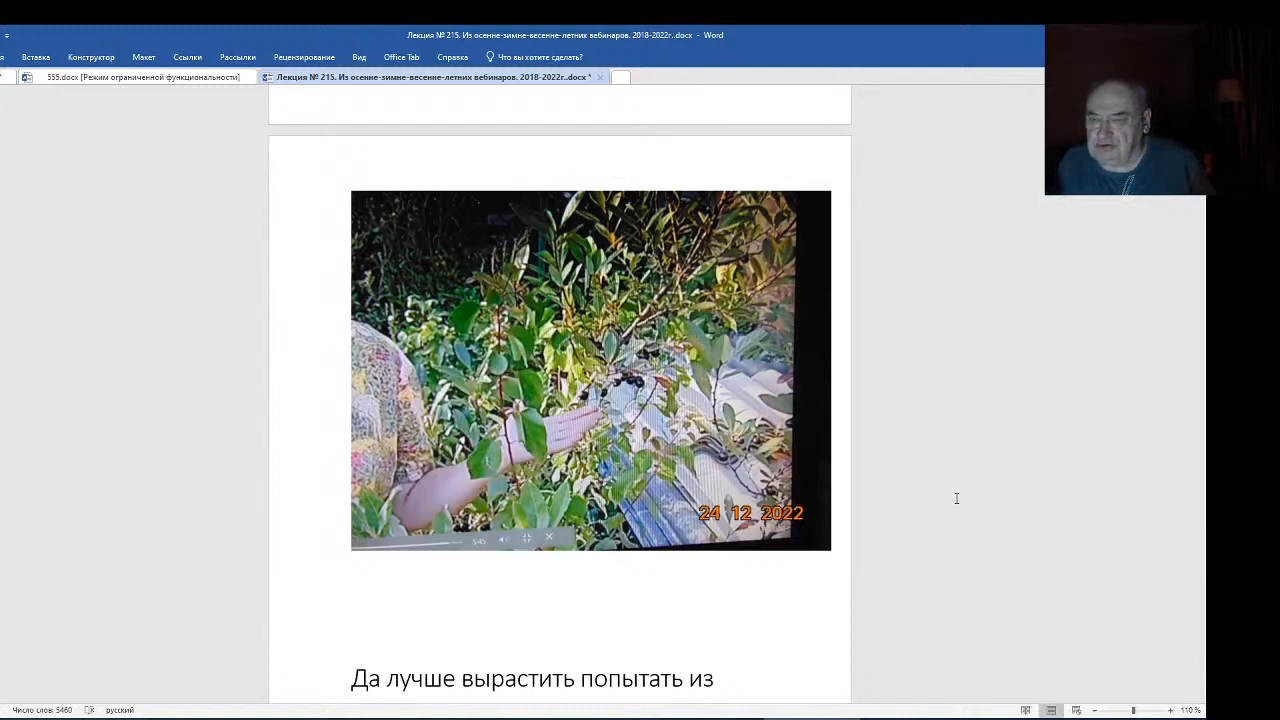 Лекция № 215. Из осенне-зимне-весенне-летних вебинаров. 2018-2022г..docx - Word
Вставка Конструктор Макет Ссылки Рассылки Рецензирование Вид Office Tab Справка Что вы хотите сделать?
555.docx [Режим ограниченной функциональности] Лекция № 215. Из осенне-зимне-весенне-летних вебинаров. 2018-2022г..docx *
24 12 2022
Да лучше вырастить попытать из
Число слов: 5460 русский 110 %